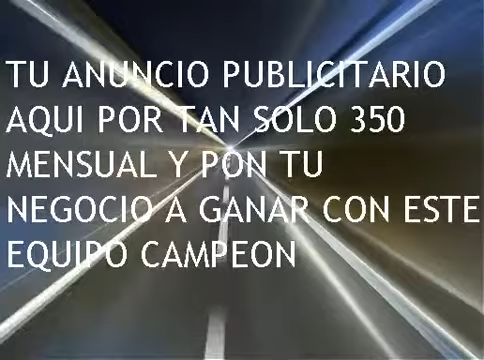 TU ANUNCIO PUBLICITARIO
AQUI POR TAN SOLO 350
MENSUAL Y PON TU
NEGOCIO A GANAR CON ESTE
EQUIPO CAMPEON